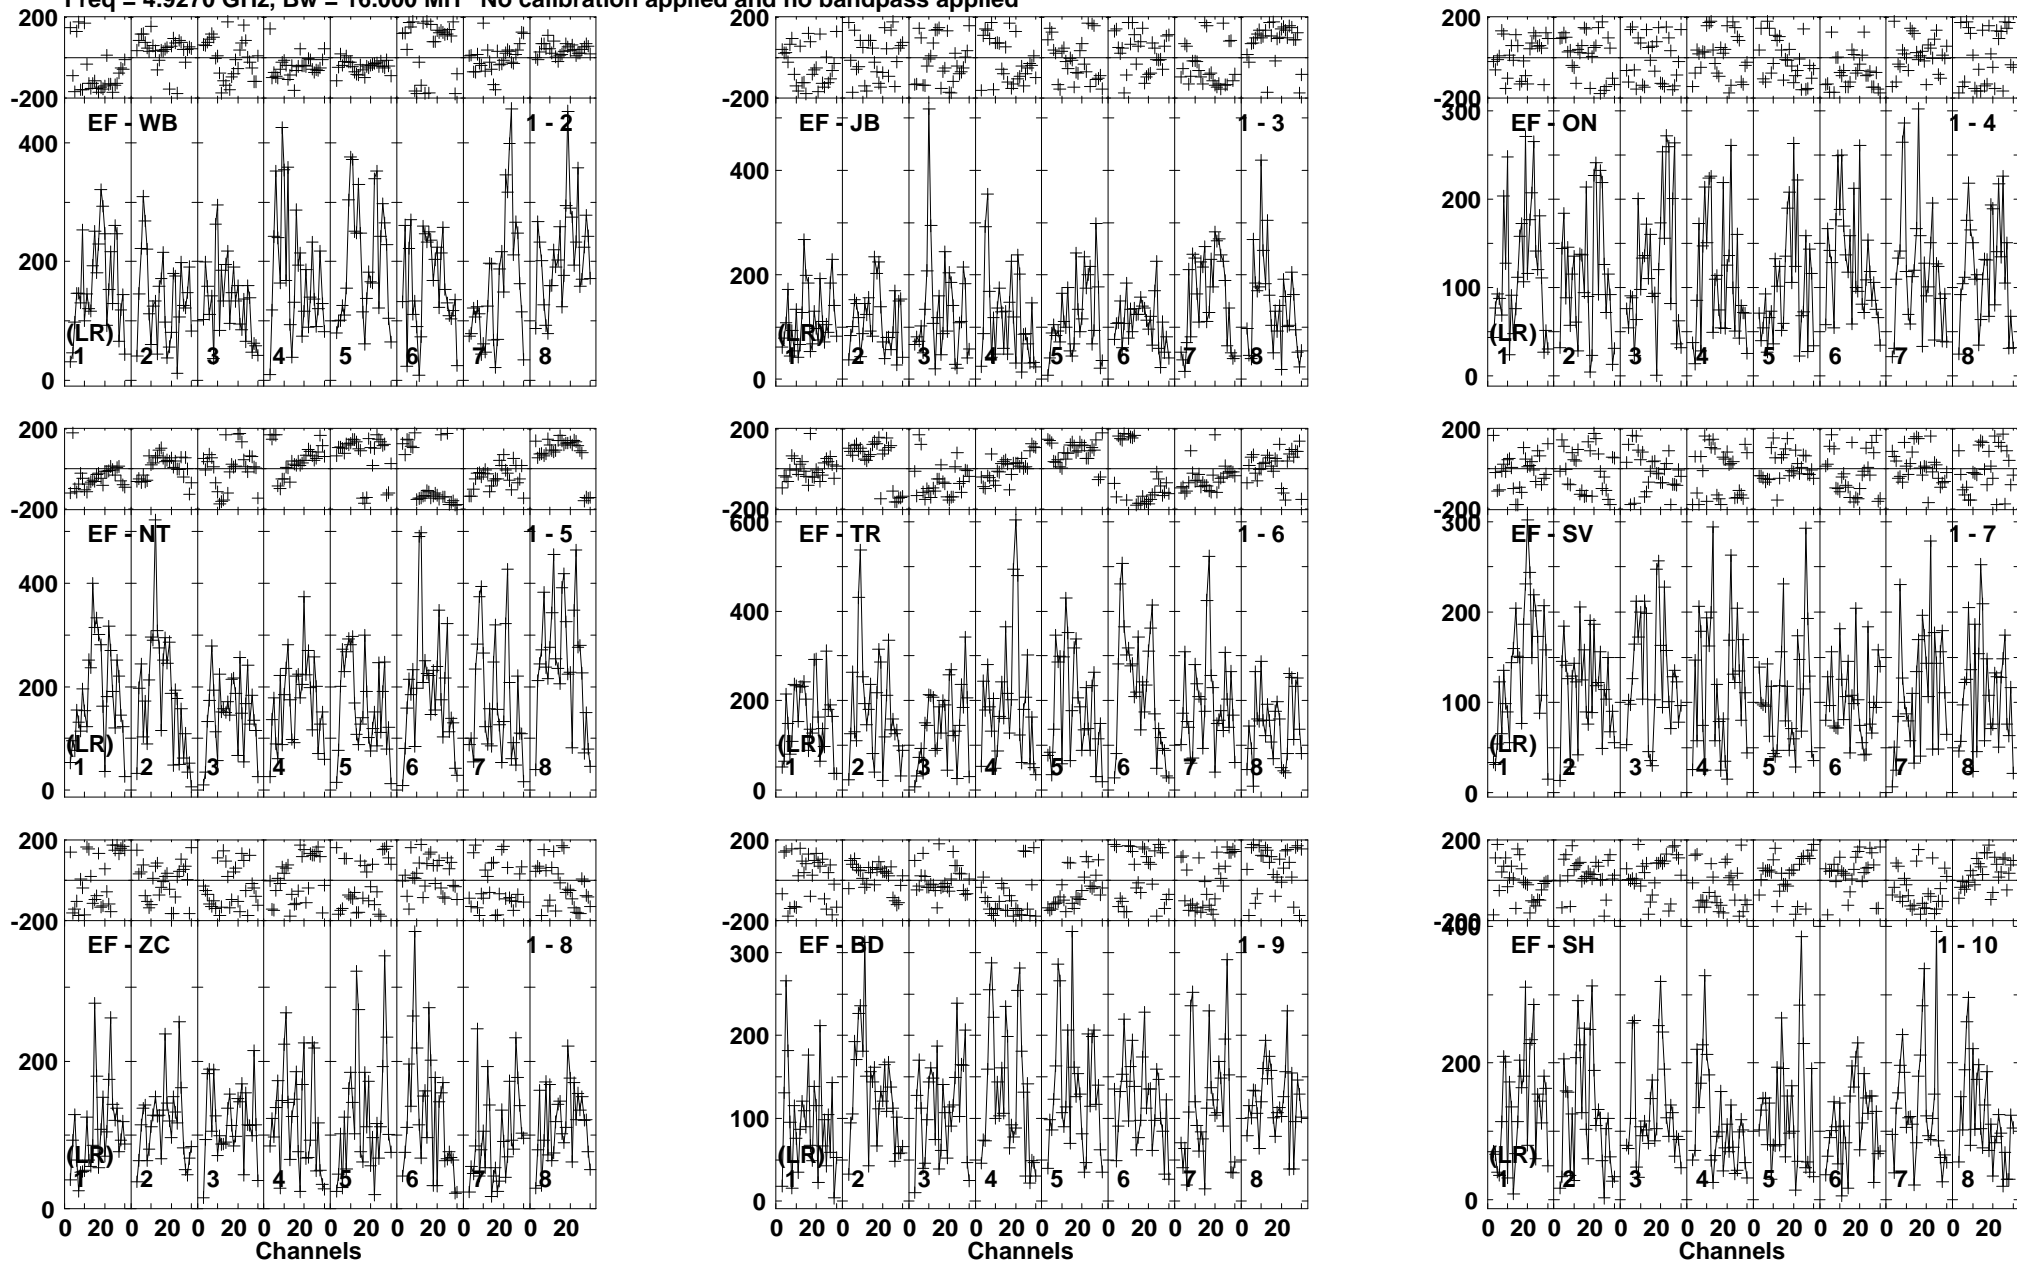 Freq = 4.9270 GHz, Bw = 16.000 MH No calibration applied and no bandpass applied
200 200 200
-200 -200 -200
EF - WB 1 - 2 EF - JB 1 - 3 300 EF - ON 1 - 4
400 400 200
200 200 100
(LR) (LR) (LR)
1 2 3 4 5 6 7 8 1 2 3 4 5 6 7 8 1 2 3 4 5 6 7 8
0 0 0
200 200 200
-200 -200 -200
EF - NT 1 - 5 600 EF - TR 1 - 6 300 EF - SV 1 - 7
400 400 200
200 200 100
(LR) (LR) (LR)
1 2 3 4 5 6 7 8 1 2 3 4 5 6 7 8 1 2 3 4 5 6 7 8
0 0 0
200 200 200
-200 -200 -200
EF - ZC 1 - 8 300 EF - BD 1 - 9 400 EF - SH 1 - 10
200 200 200
100
(LR) (LR) (LR)
1 2 3 4 5 6 7 8 1 2 3 4 5 6 7 8 1 2 3 4 5 6 7 8
0 0 0
0 20 0 20 0 20 0 20 0 20 0 20 0 20 0 20 0 20 0 20 0 20 0 20 0 20 0 20 0 20 0 20 0 20 0 20 0 20 0 20 0 20 0 20 0 20 0 20
Channels Channels Channels